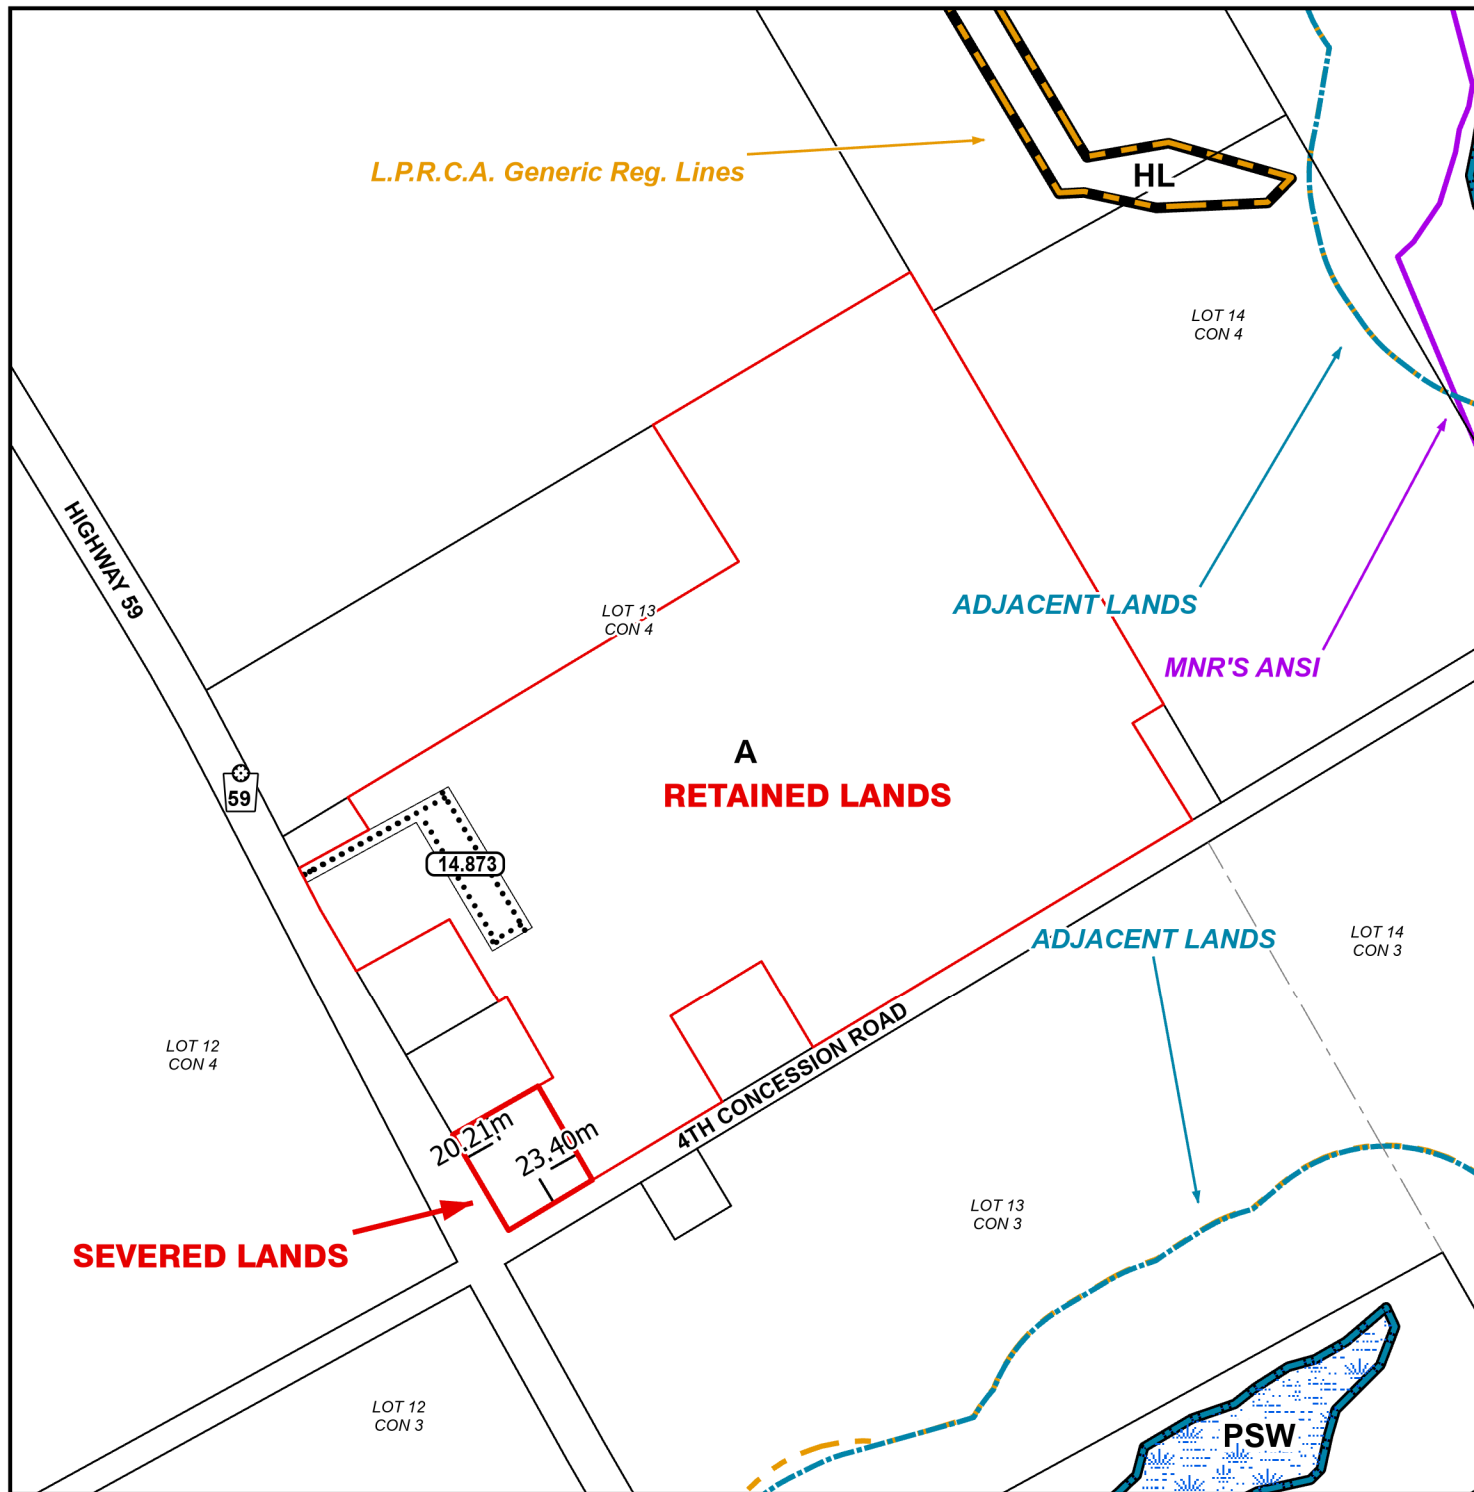 L.P.R.C.A. Generic Reg. Lines
HL
LOT 14
CON 4
HIGHWAY 59
LOT 13
CON 4
ADJACENT LANDS
MNR'S ANSI
A
RETAINED LANDS
59
14.873
ADJACENT LANDS
LOT 14
CON 3
4TH CONCESSION ROAD
LOT 12
CON 4
20.21m
23.40m
LOT 13
CON 3
SEVERED LANDS
LOT 12
CON 3
PSW